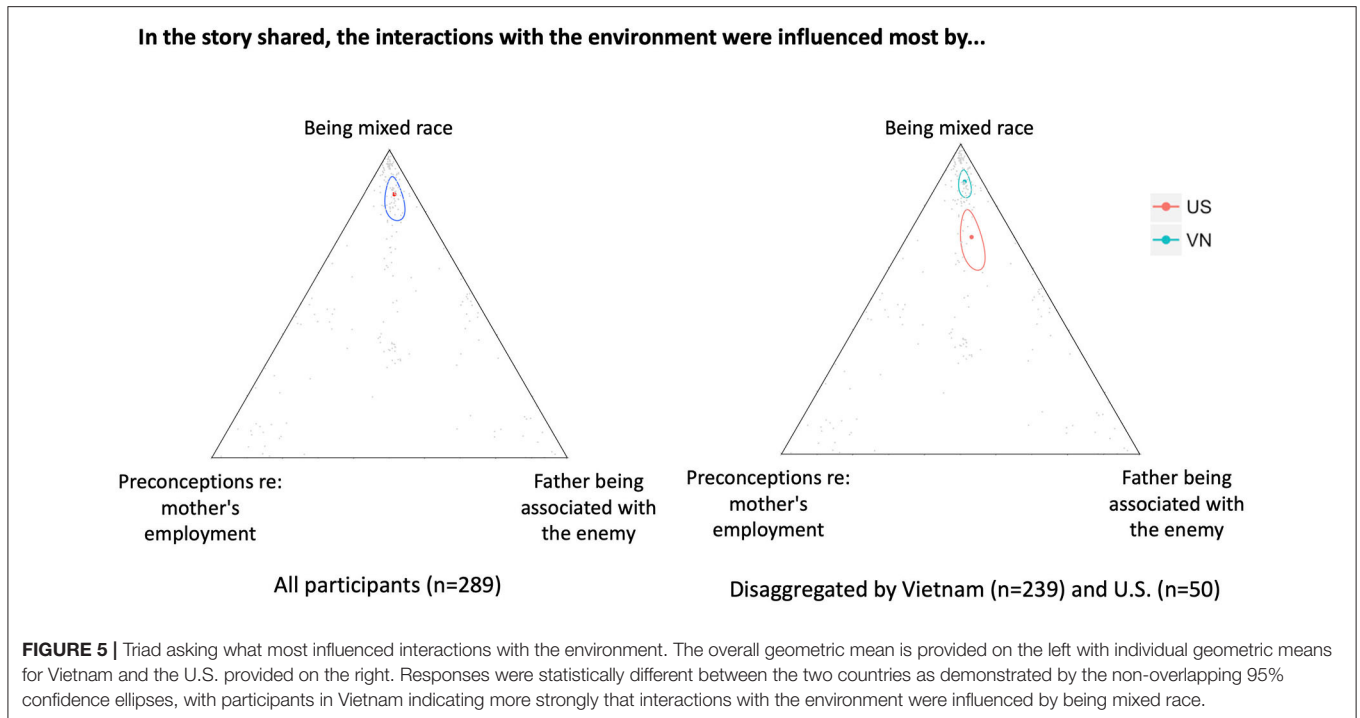 In the story shared, the interactions with the environment were influenced most by...
Being mixed race
Preconceptions re:
mother's
employment
Father being
associated with
the enemy
All participants (n=289)
Being mixed race
US
VN
Preconceptions re:
mother's
employment
Father being
associated with
the enemy
Disaggregated by Vietnam (n=239) and U.S. (n=50)
FIGURE 5 | Triad asking what most influenced interactions with the environment. The overall geometric mean is provided on the left with individual geometric means
for Vietnam and the U.S. provided on the right. Responses were statistically different between the two countries as demonstrated by the non-overlapping 95%
confidence ellipses, with participants in Vietnam indicating more strongly that interactions with the environment were influenced by being mixed race.